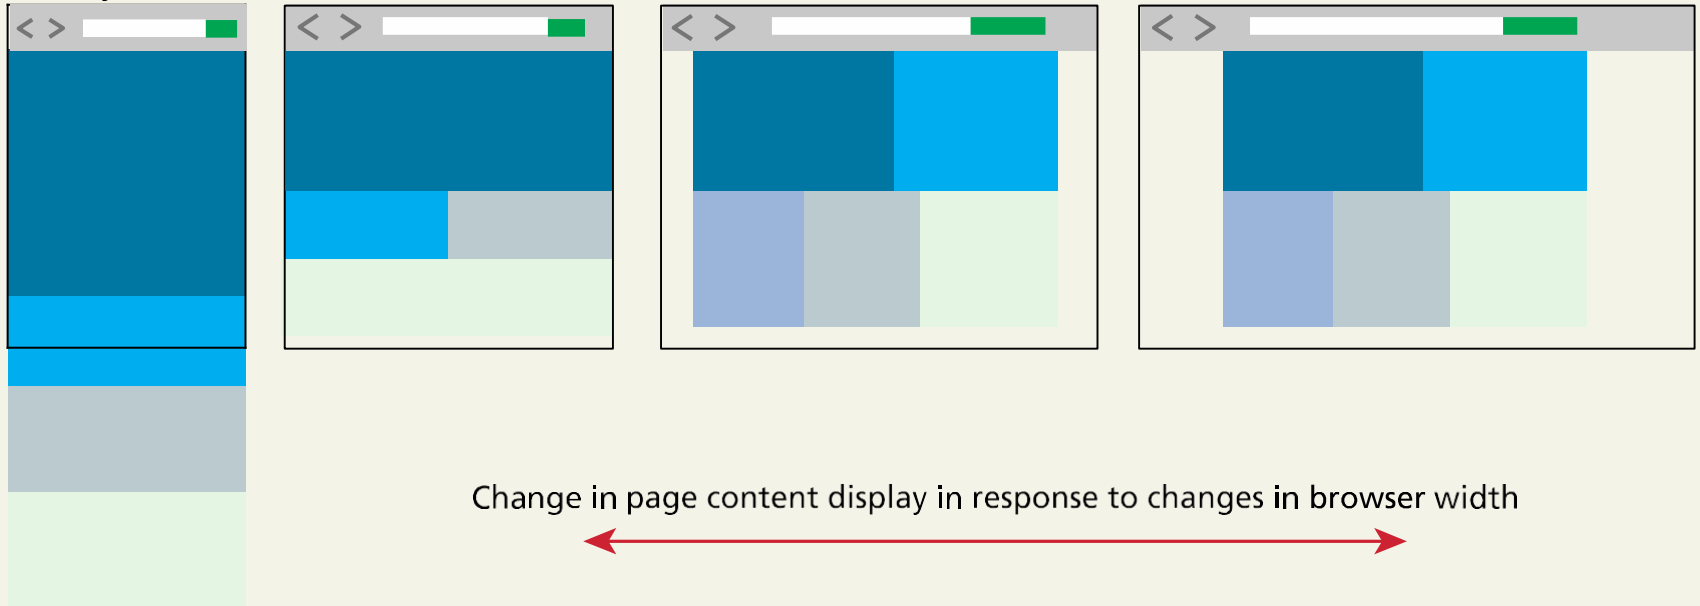 Change in page content display in response to changes in browser width